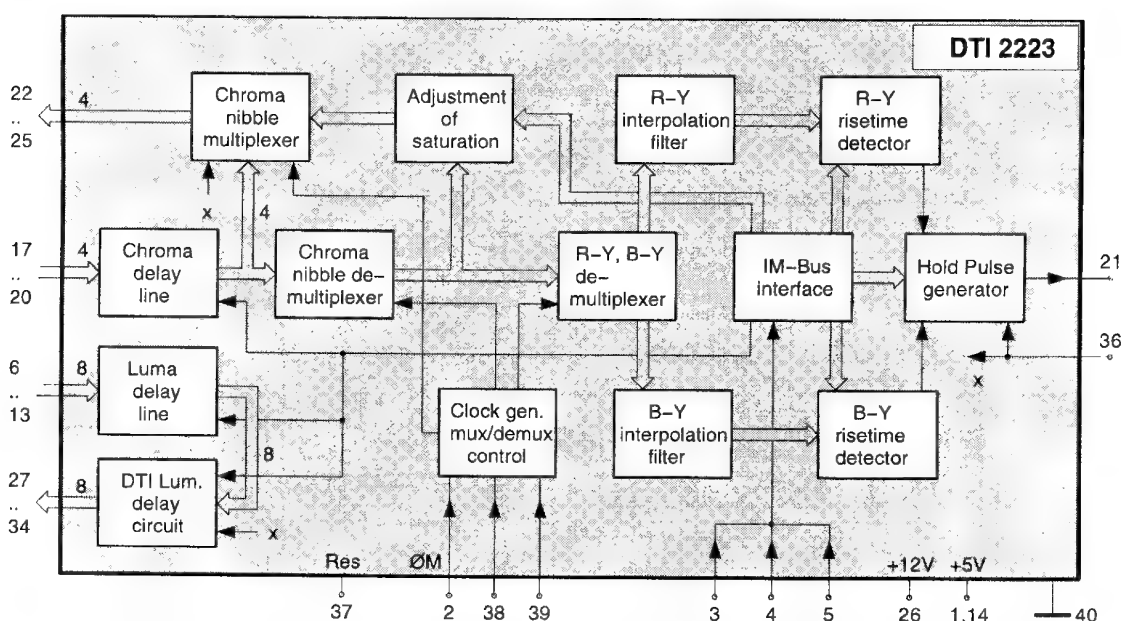 DTI 2223
22
..
25
4
Chroma
nibble
multiplexer
Adjustment
of
saturation
R-Y
interpolation
filter
R-Y
risetime
detector
x
4
17
..
20
4
Chroma
delay
line
Chroma
nibble de-
multiplexer
R-Y, B-Y
de-
multiplexer
IM-Bus
interface
Hold Pulse
generator
21
36
x
6
..
13
8
Luma
delay
line
Clock gen.
mux/demux
control
B-Y
interpolation
filter
B-Y
risetime
detector
8
27
..
34
8
DTI Lum.
delay
circuit
x
Res
ØM
+12V
+5V
37
2
38
39
3
4
5
26
1,14
40